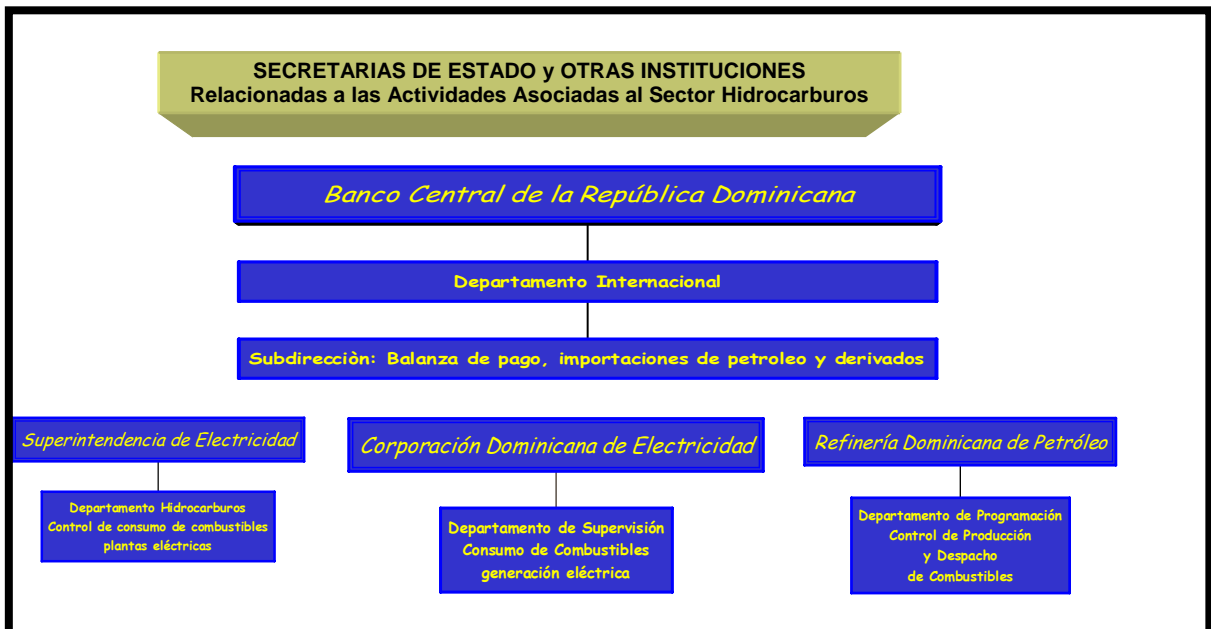 SECRETARIAS DE ESTADO y OTRAS INSTITUCIONES
Relacionadas a las Actividades Asociadas al Sector Hidrocarburos
Banco Central de la República Dominicana
Departamento Internacional
Subdirecciòn: Balanza de pago, importaciones de petroleo y derivados
Superintendencia de Electricidad
Departamento Hidrocarburos
Control de consumo de combustibles
plantas eléctricas
Corporación Dominicana de Electricidad
Departamento de Supervisión
Consumo de Combustibles
generación eléctrica
Refinería Dominicana de Petróleo
Departamento de Programación
Control de Producción
y Despacho
de Combustibles